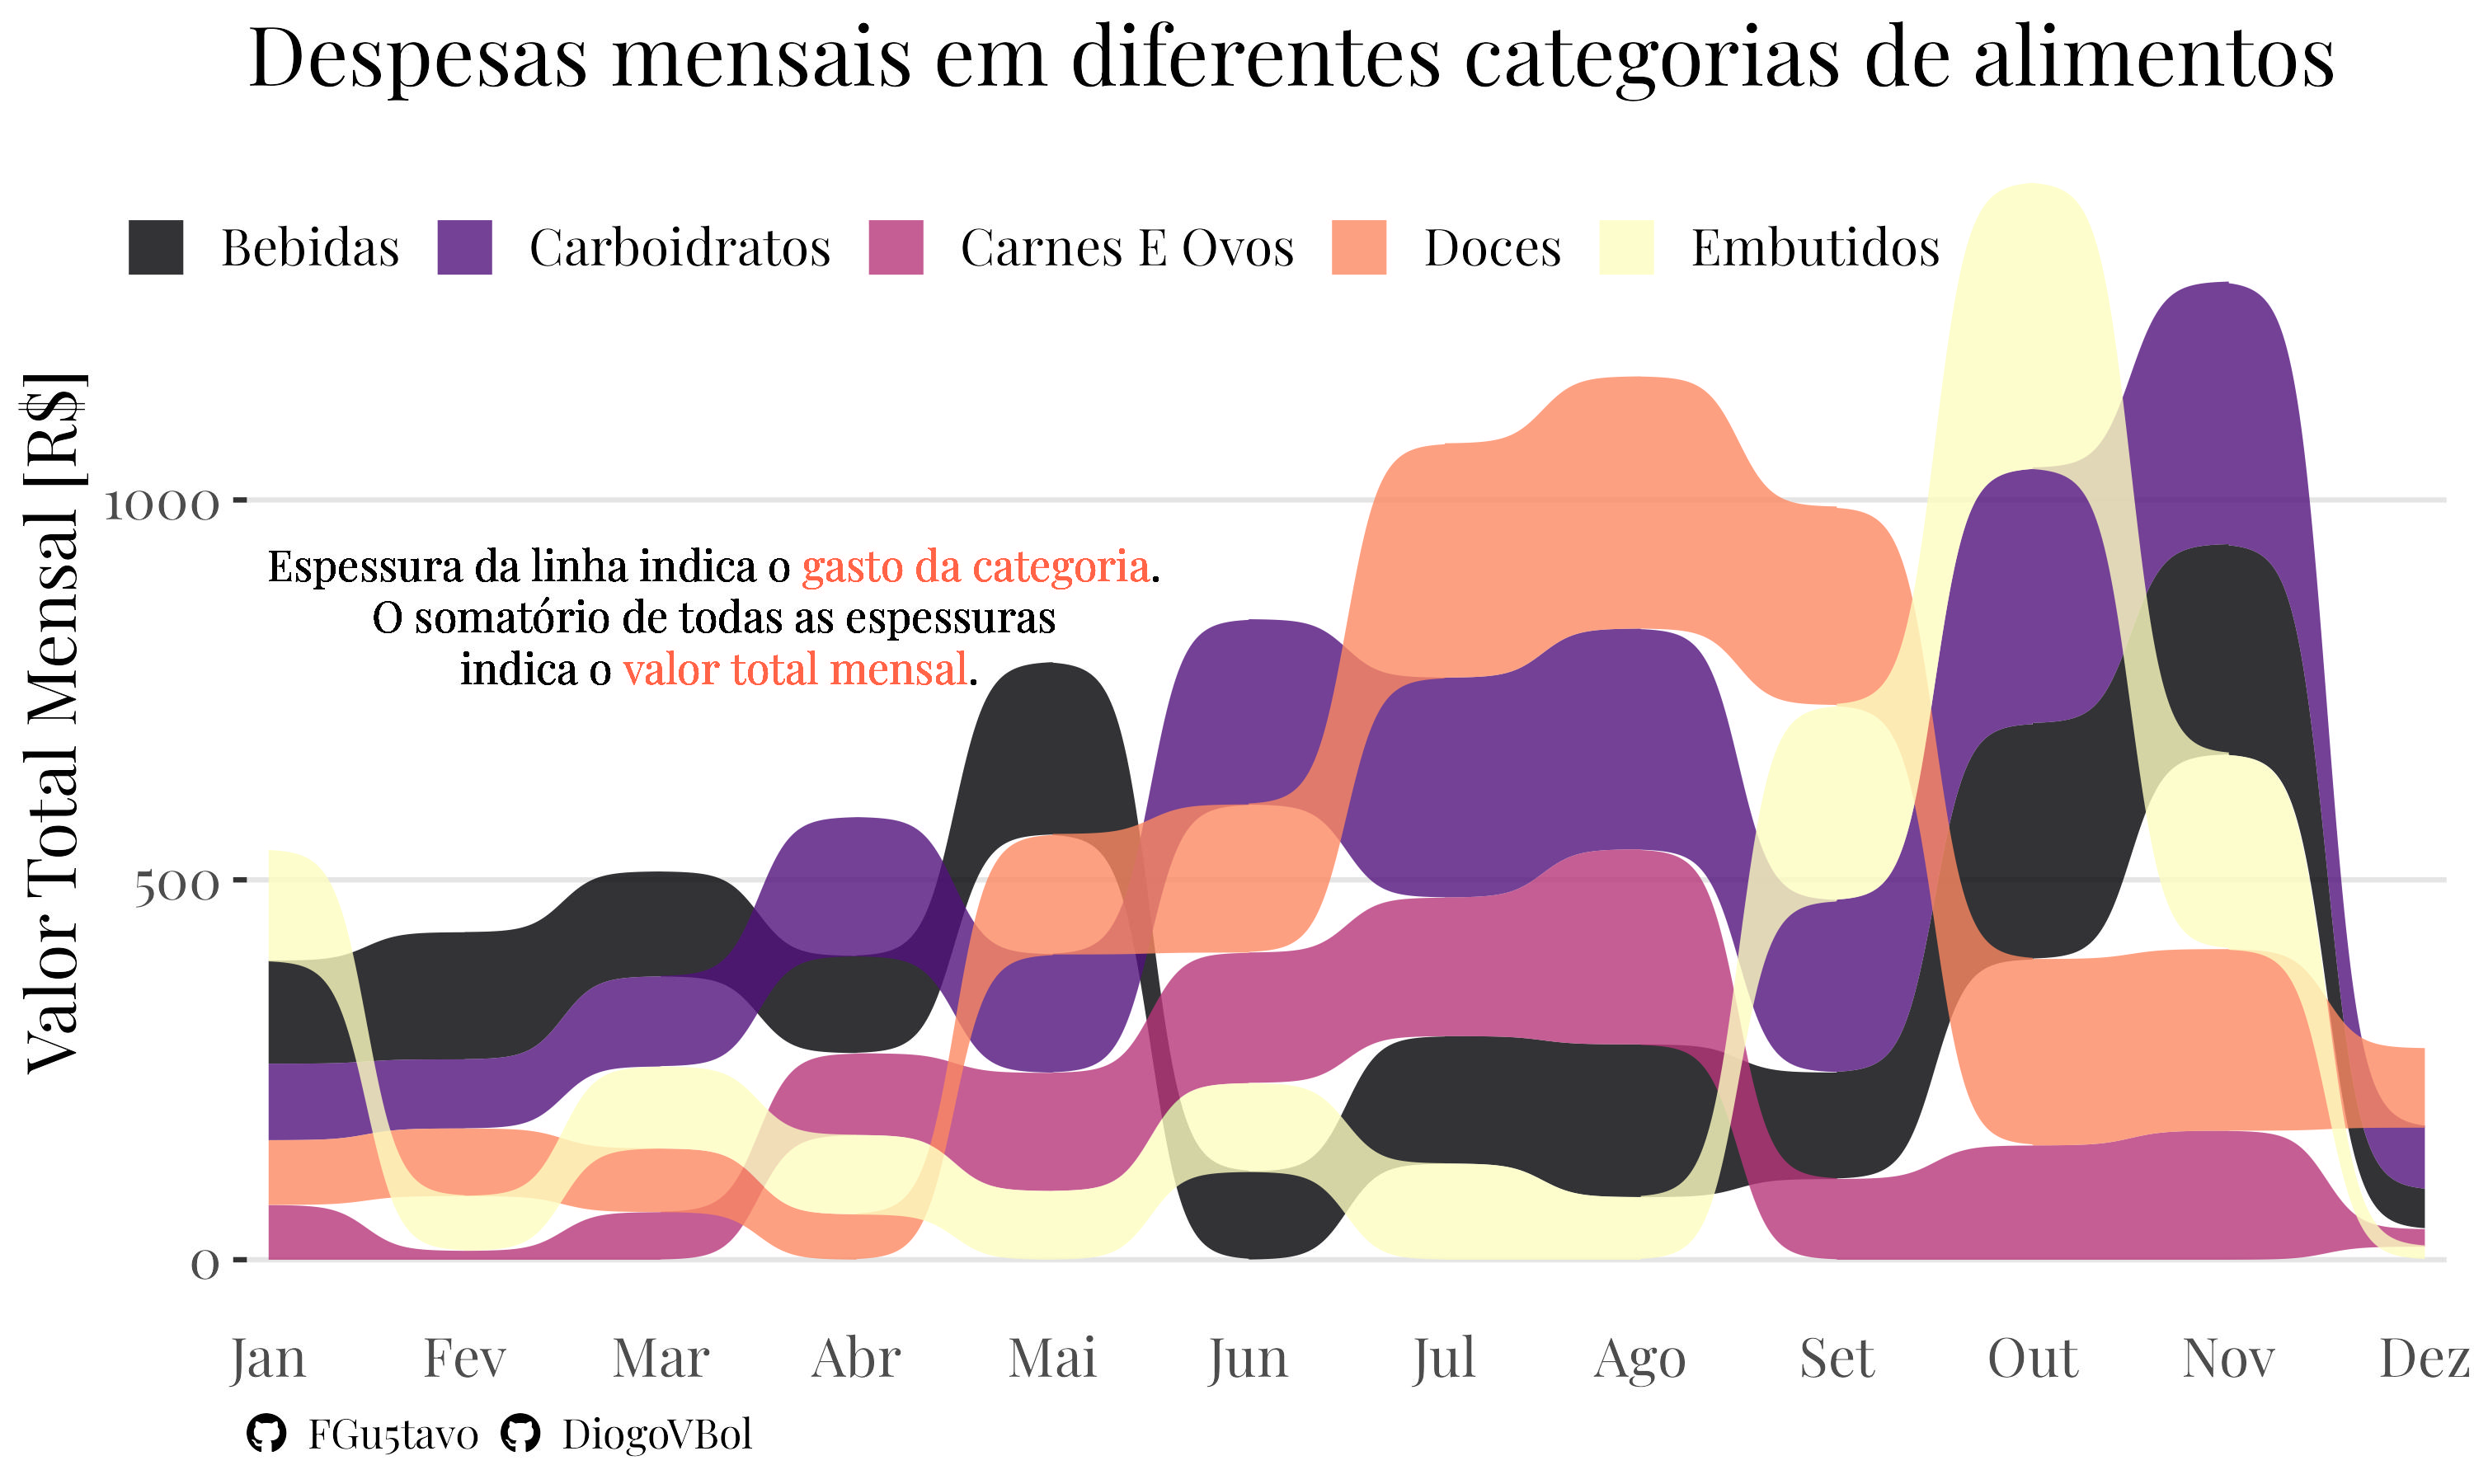 Despesas mensais em diferentes categorias de alimentos
Bebidas Carboidratos Carnes E Ovos Doces Embutidos
Valor Total Mensal [R$]
1000
Espessura da linha indica o gasto da categoria.
O somatório de todas as espessuras
indica o valor total mensal.
500
0
Jan Fev Mar Abr Mai Jun Jul Ago Set Out Nov Dez
FGu5tavo DiogoVBol